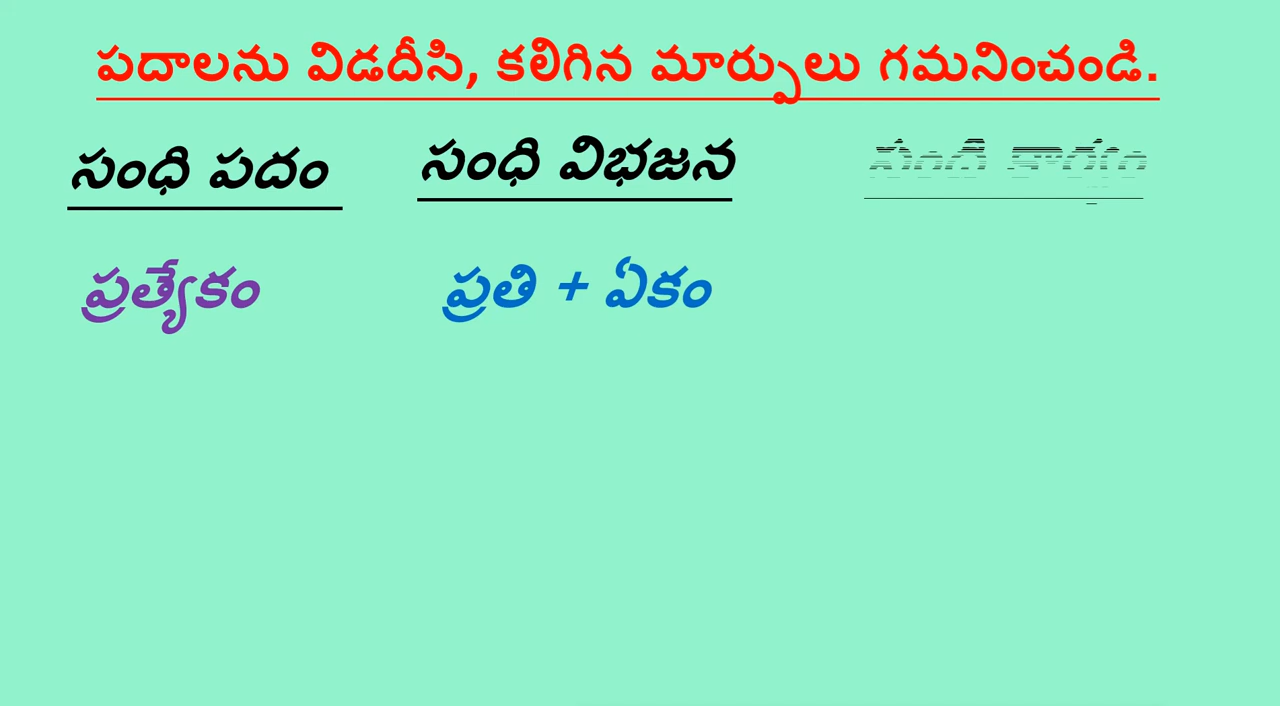 పదాలను విడదీసి, కలిగిన మార్పులు గమనించండి.
సంధి పదం సంధి విభజన సంధి కార్యం
ప్రత్యేకం ప్రతి + ఏకం